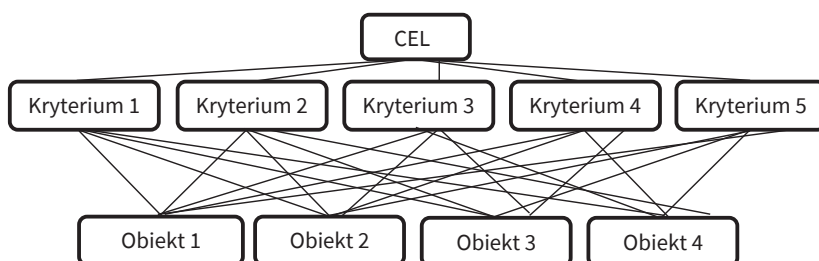 CEL
Kryterium 1 Kryterium 2 Kryterium 3 Kryterium 4 Kryterium 5
Obiekt 1 Obiekt 2 Obiekt 3 Obiekt 4